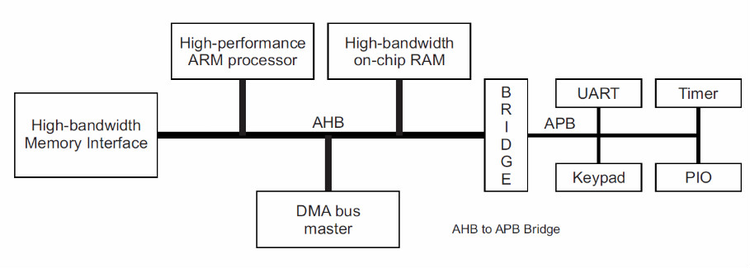 High-performance
ARM processor
High-bandwidth
on-chip RAM
High-bandwidth
Memory Interface
AHB
BRIDGE
APB
UART
Timer
Keypad
PIO
DMA bus
master
AHB to APB Bridge